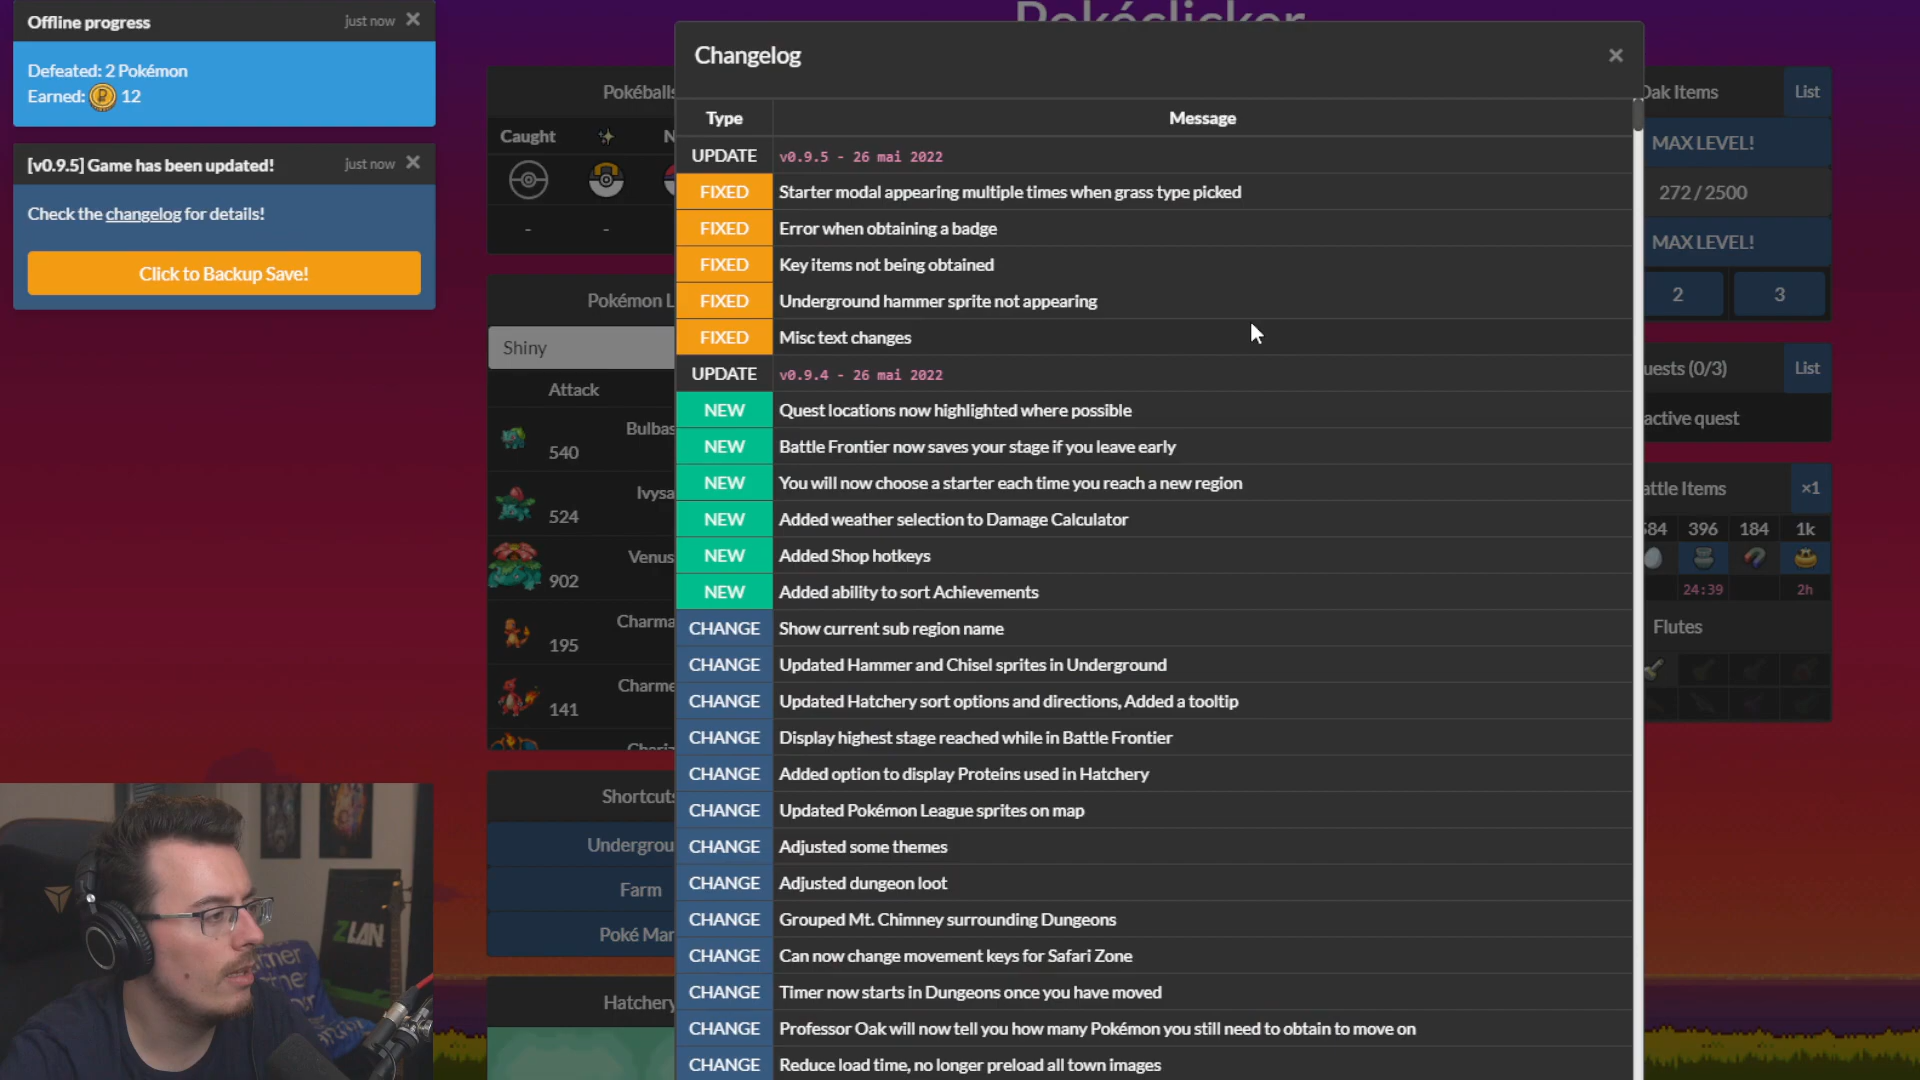 Offline progress
just now
Defeated: 2 Pokémon
Earned: 12
[v0.9.5] Game has been updated!
just now
Check the changelog for details!
Click to Backup Save!
Pokéclicker
Caught
-
-
Shiny
Attack
540
524
902
195
141
Farm
Hatchery
Changelog
Type Message
UPDATE v0.9.5 - 26 mai 2022
FIXED Starter modal appearing multiple times when grass type picked
FIXED Error when obtaining a badge
FIXED Key items not being obtained
FIXED Underground hammer sprite not appearing
FIXED Misc text changes
UPDATE v0.9.4 - 26 mai 2022
NEW Quest locations now highlighted where possible
NEW Battle Frontier now saves your stage if you leave early
NEW You will now choose a starter each time you reach a new region
NEW Added weather selection to Damage Calculator
NEW Added Shop hotkeys
NEW Added ability to sort Achievements
CHANGE Show current sub region name
CHANGE Updated Hammer and Chisel sprites in Underground
CHANGE Updated Hatchery sort options and directions, Added a tooltip
CHANGE Display highest stage reached while in Battle Frontier
CHANGE Added option to display Proteins used in Hatchery
CHANGE Updated Pokémon League sprites on map
CHANGE Adjusted some themes
CHANGE Adjusted dungeon loot
CHANGE Grouped Mt. Chimney surrounding Dungeons
CHANGE Can now change movement keys for Safari Zone
CHANGE Timer now starts in Dungeons once you have moved
CHANGE Professor Oak will now tell you how many Pokémon you still need to obtain to move on
CHANGE Reduce load time, no longer preload all town images
Oak Items List
MAX LEVEL!
272 / 2500
MAX LEVEL!
2 3
(0/3) List
active quest
Items ×1
396 184 1k
24:39 2h
Flutes
ZLAN